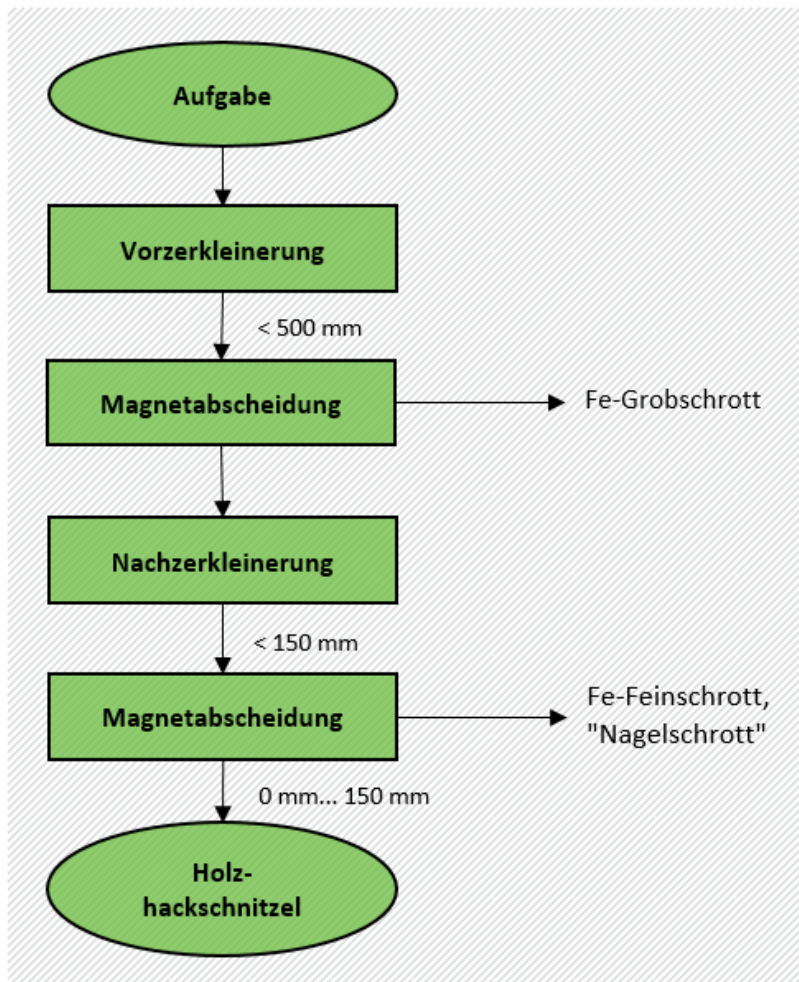 Aufgabe
Vorzerkleinerung
< 500 mm
Magnetabscheidung
Fe-Grobschrott
Nachzerkleinerung
< 150 mm
Magnetabscheidung
Fe-Feinschrott,
"Nagelschrott"
0 mm... 150 mm
Holz-
hackschnitzel